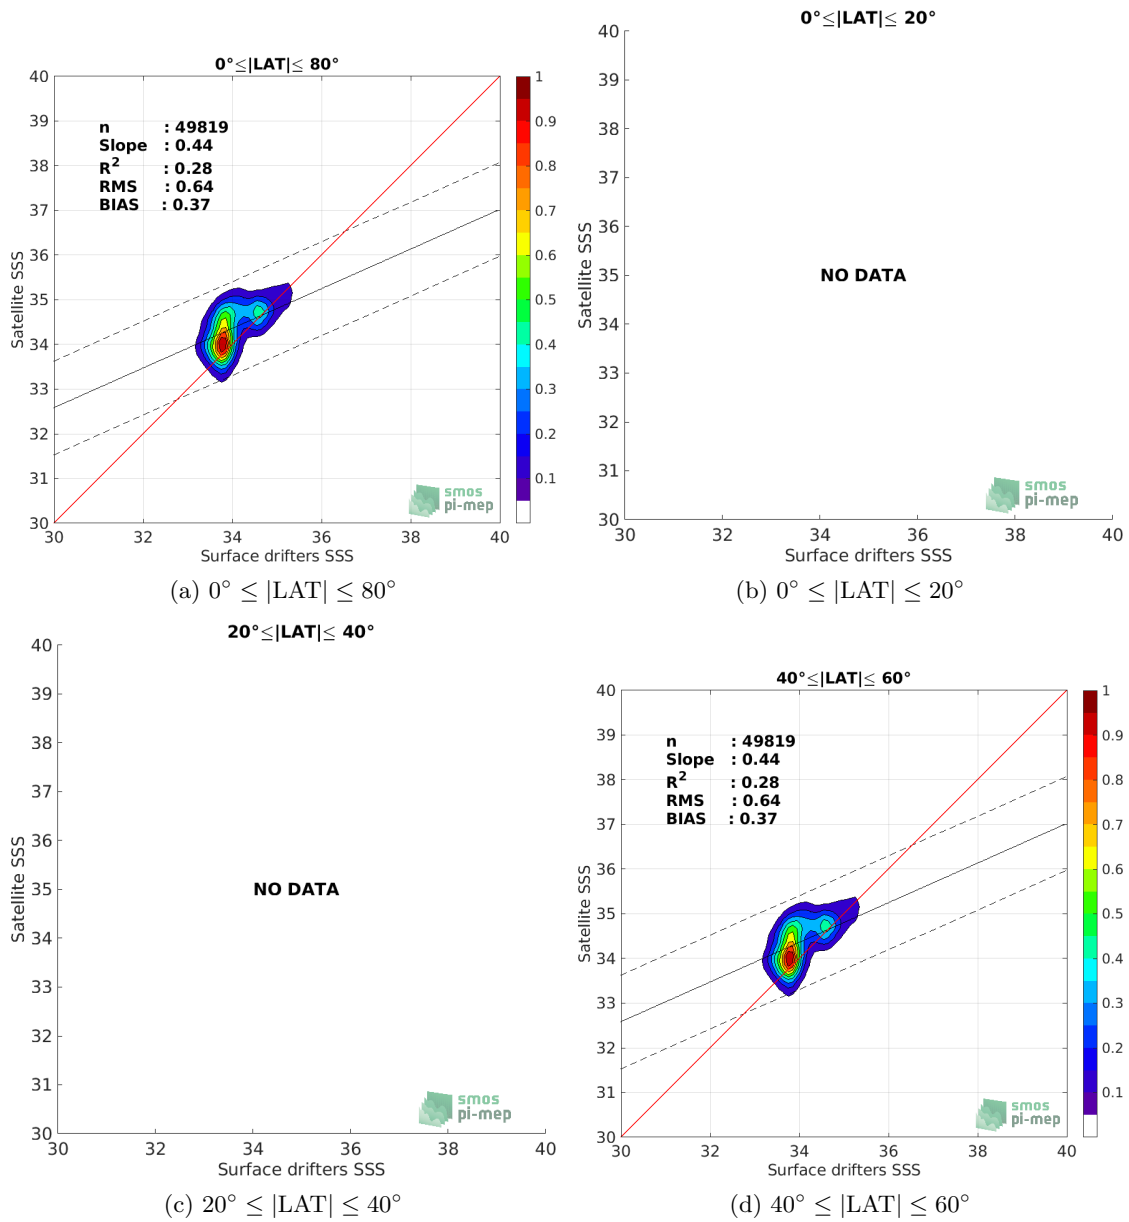 0°≤|LAT|≤ 80°
40
39
38
37
36
35
34
33
32
31
30
Satellite SSS
n : 49819
Slope : 0.44
R² : 0.28
RMS : 0.64
BIAS : 0.37
smos
pi-mep
30 32 34 36 38 40
Surface drifters SSS
1
0.9
0.8
0.7
0.6
0.5
0.4
0.3
0.2
0.1
(a) 0° ≤ |LAT| ≤ 80°
0°≤|LAT|≤ 20°
40
39
38
37
36
35
34
33
32
31
30
Satellite SSS
NO DATA
smos
pi-mep
30 32 34 36 38 40
Surface drifters SSS
(b) 0° ≤ |LAT| ≤ 20°
20°≤|LAT|≤ 40°
40
39
38
37
36
35
34
33
32
31
30
Satellite SSS
NO DATA
smos
pi-mep
30 32 34 36 38 40
Surface drifters SSS
(c) 20° ≤ |LAT| ≤ 40°
40°≤|LAT|≤ 60°
40
39
38
37
36
35
34
33
32
31
30
Satellite SSS
n : 49819
Slope : 0.44
R² : 0.28
RMS : 0.64
BIAS : 0.37
smos
pi-mep
30 32 34 36 38 40
Surface drifters SSS
1
0.9
0.8
0.7
0.6
0.5
0.4
0.3
0.2
0.1
(d) 40° ≤ |LAT| ≤ 60°